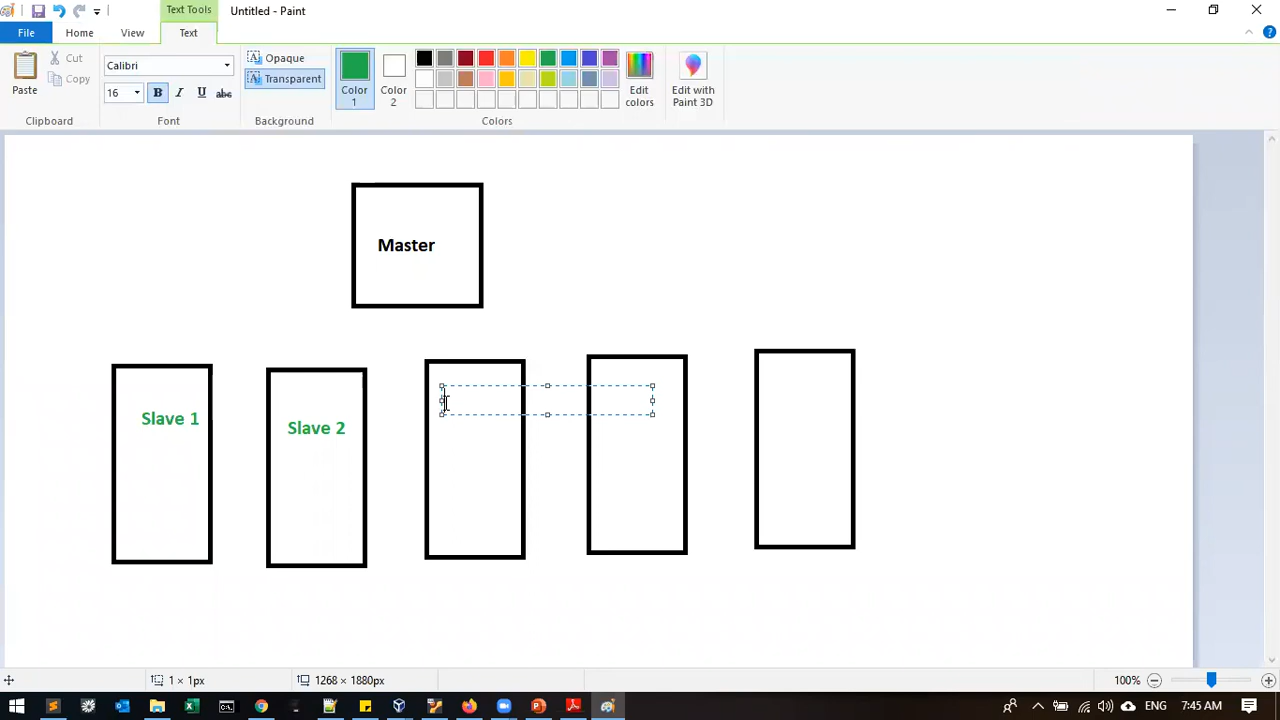 Text Tools
Untitled - Paint
File
Home
View
Text
Paste
Cut
Copy
Clipboard
Calibri
16
B
I
U
abc
Font
Opaque
Transparent
Background
Color
1
Color
2
Edit
colors
Edit with
Paint 3D
Colors
Master
Slave 1
Slave 2
1 × 1px
1268 × 1880px
100%
ENG
7:45 AM